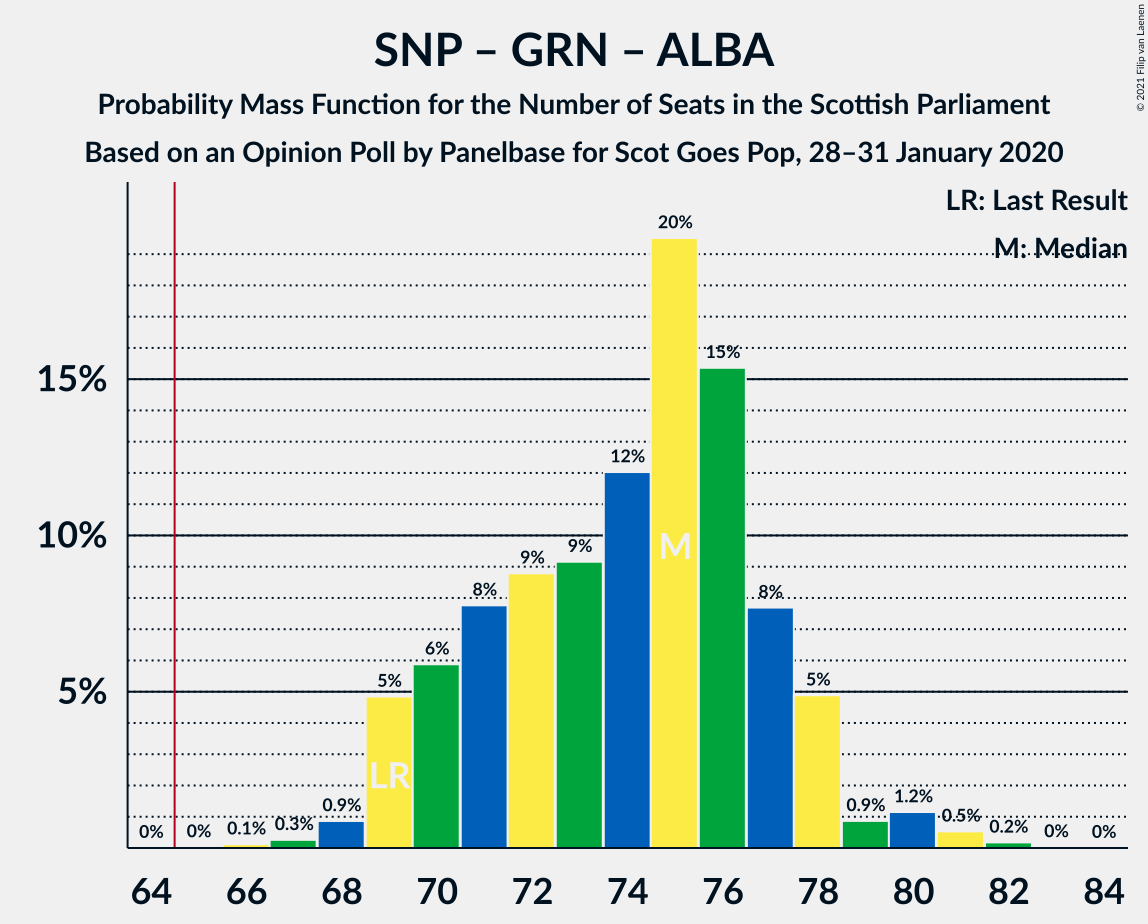 SNP – GRN – ALBA
Probability Mass Function for the Number of Seats in the Scottish Parliament
Based on an Opinion Poll by Panelbase for Scot Goes Pop, 28–31 January 2020
© 2021 Filip van Laenen
LR: Last Result
M: Median
15%
10%
5%
0%
0%
0.1%
0.3%
0.9%
5%
6%
8%
9%
9%
12%
20%
15%
8%
5%
0.9%
1.2%
0.5%
0.2%
0%
0%
LR
M
64 66 68 70 72 74 76 78 80 82 84